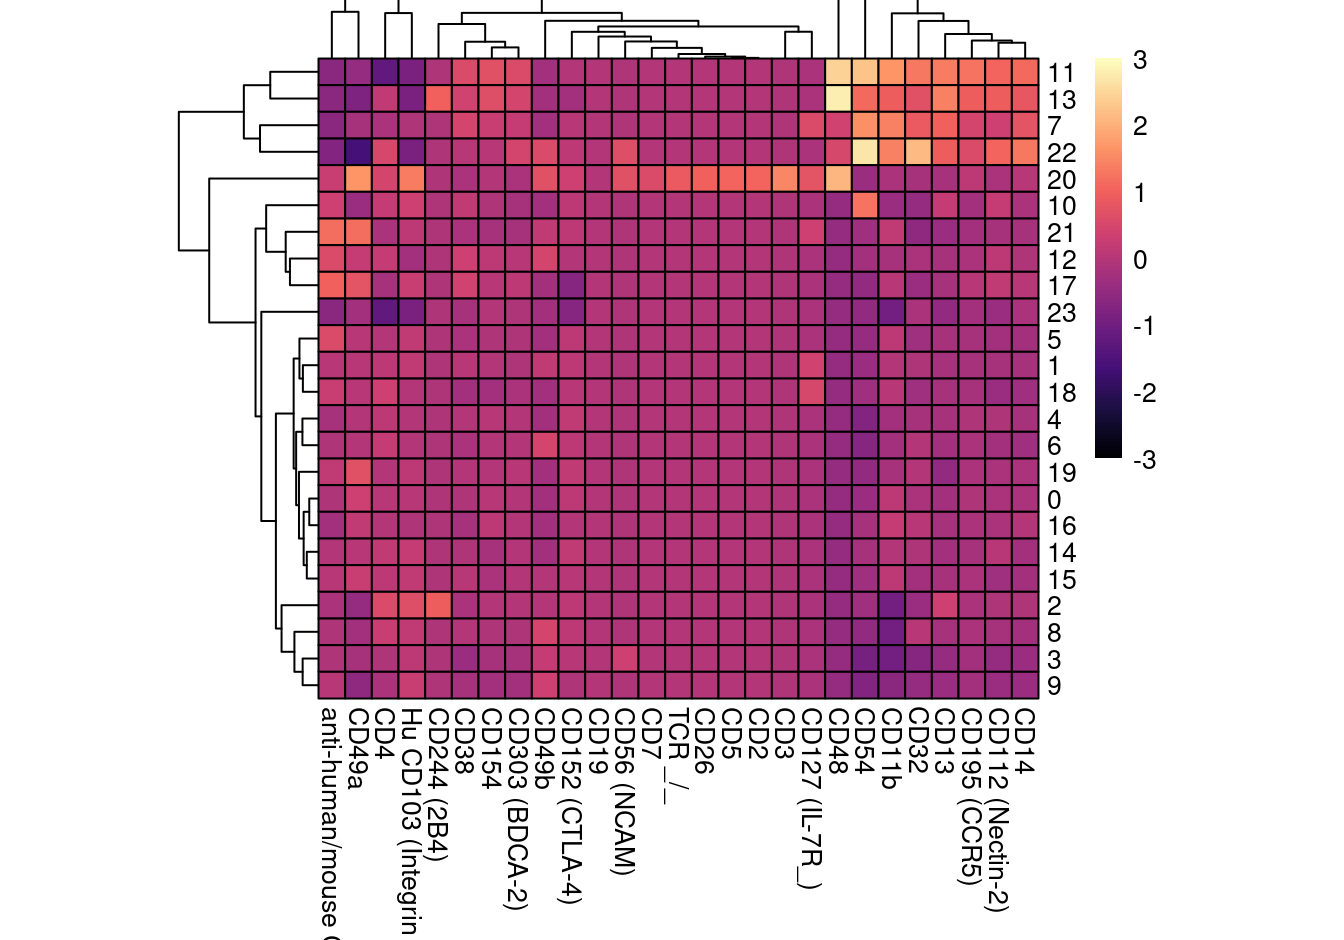 11
13
7
22
20
10
21
12
17
23
5
1
18
4
6
19
0
16
14
15
2
8
3
9
3
2
1
0
-1
-2
-3
anti-human/mouse (
CD49a
CD4
Hu CD103 (Integrin
CD244 (2B4)
CD38
CD154
CD303 (BDCA-2)
CD49b
CD152 (CTLA-4)
CD19
CD56 (NCAM)
CD7
TCR _/_
CD26
CD5
CD2
CD3
CD127 (IL-7R_)
CD48
CD54
CD11b
CD32
CD13
CD195 (CCR5)
CD112 (Nectin-2)
CD14